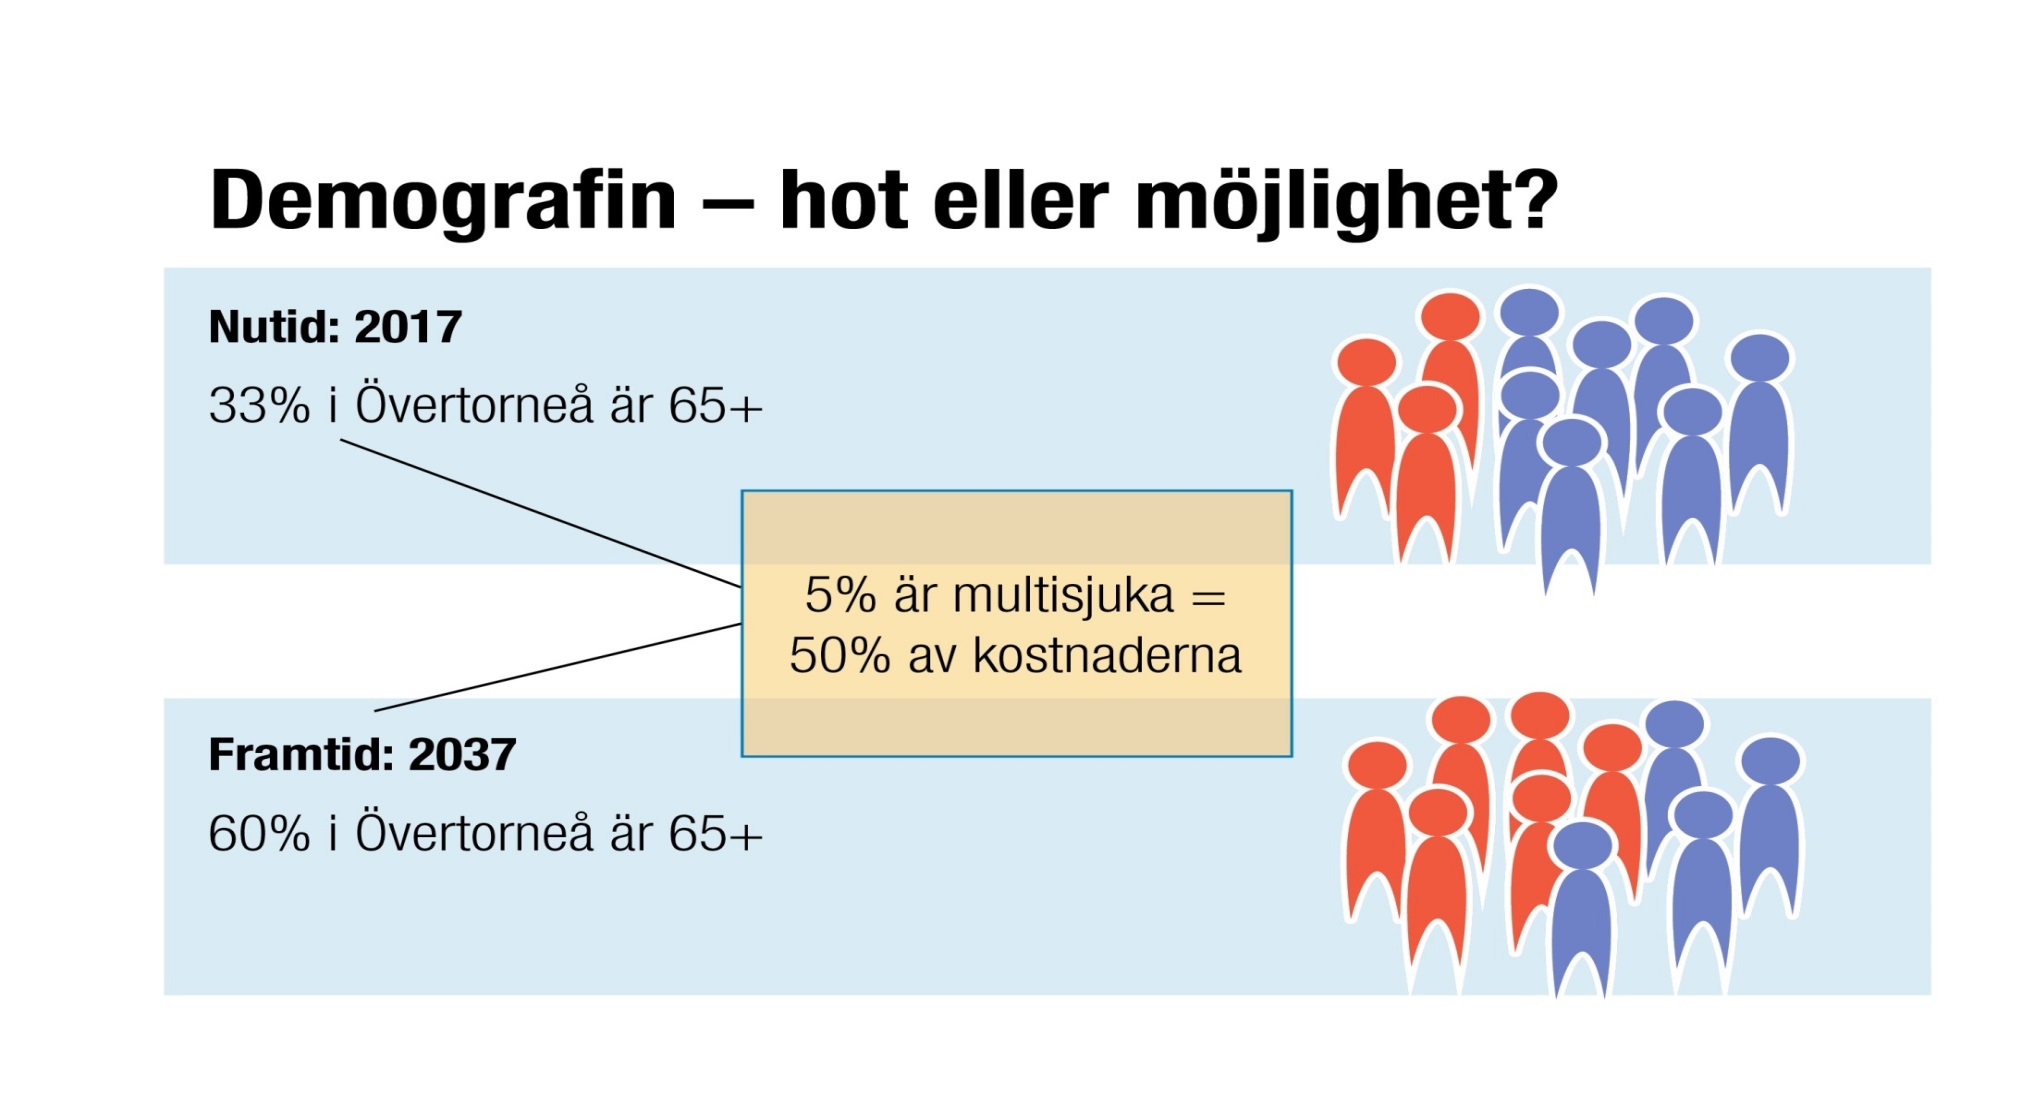 Demografin – hot eller möjlighet?
Nutid: 2017
33% i Övertorneå är 65+
5% är multisjuka =
50% av kostnaderna
Framtid: 2037
60% i Övertorneå är 65+